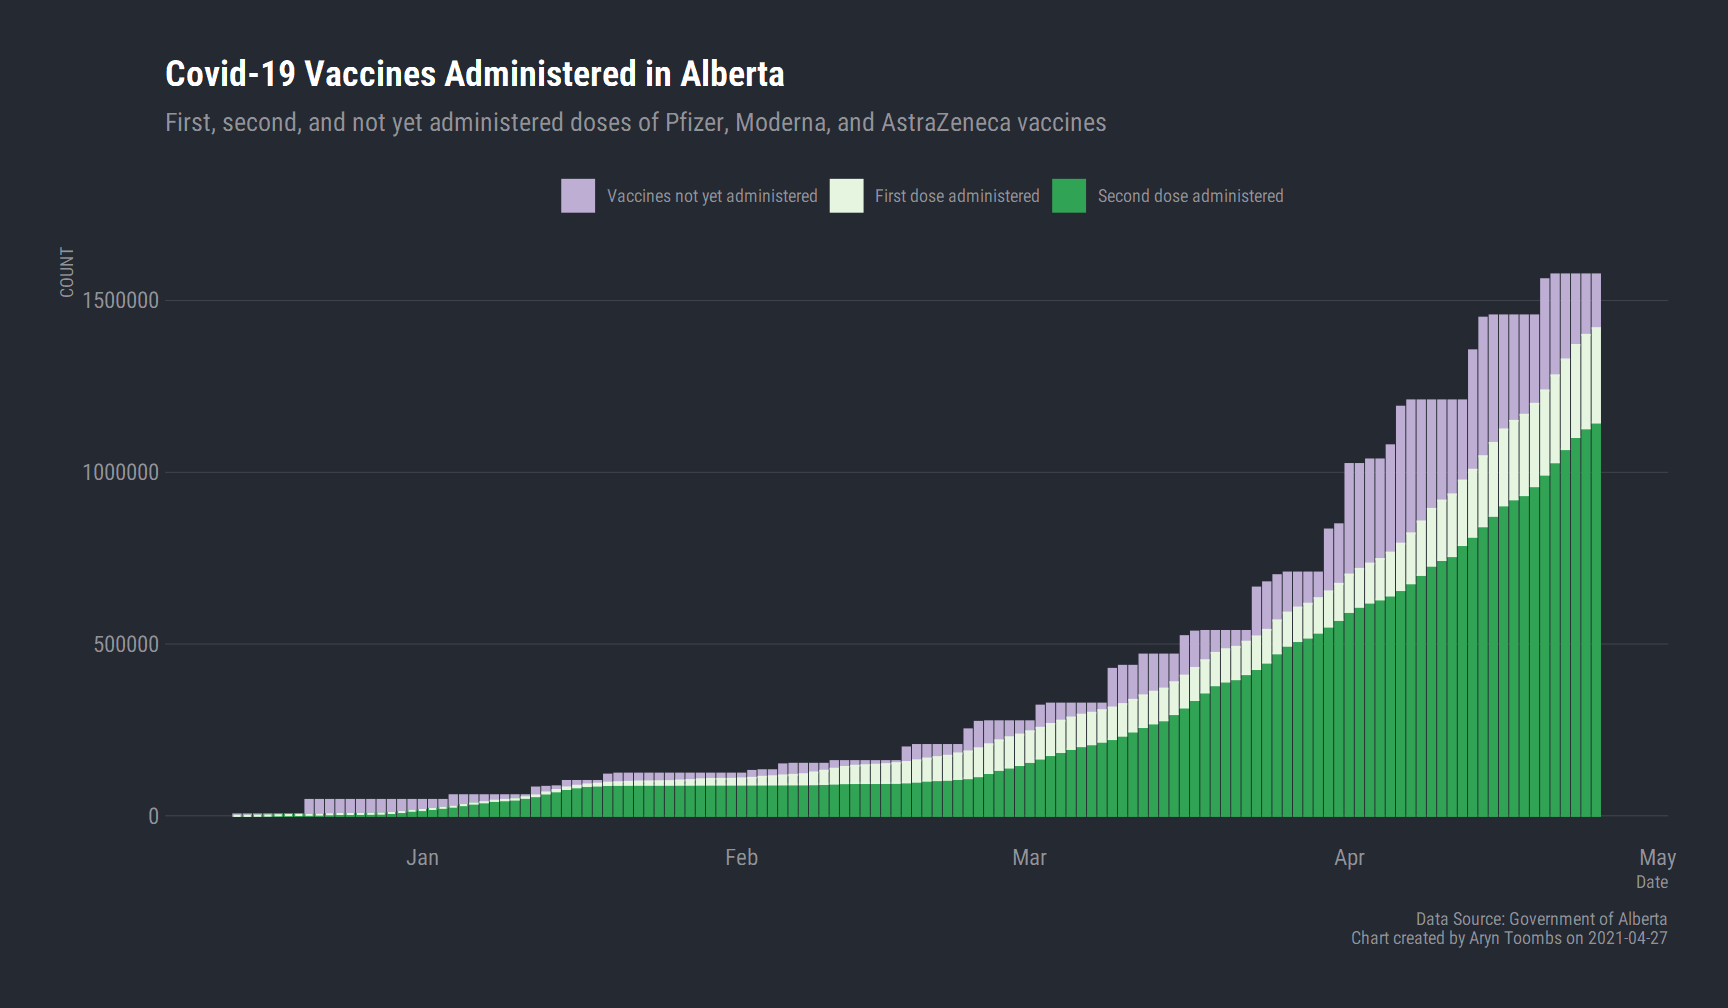 Covid-19 Vaccines Administered in Alberta
First, second, and not yet administered doses of Pfizer, Moderna, and AstraZeneca vaccines
Vaccines not yet administered First dose administered Second dose administered
COUNT
1500000
1000000
500000
0
Jan Feb Mar Apr May
Date
Data Source: Government of Alberta
Chart created by Aryn Toombs on 2021-04-27